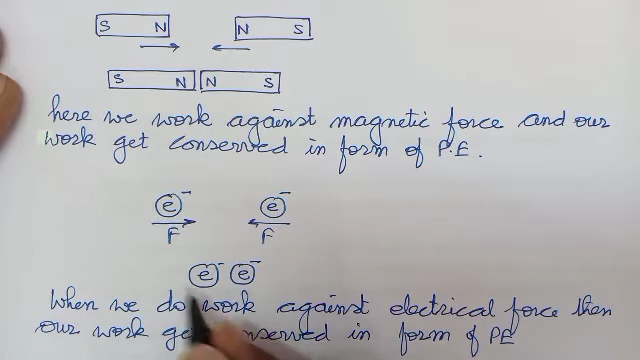 S N N S
S N N S
here we work against magnetic force and our
work get conserved in form of P.E.
e⁻ e⁻
F F
e⁻ e⁻
When we do work against electrical force then
our work get conserved in form of PE